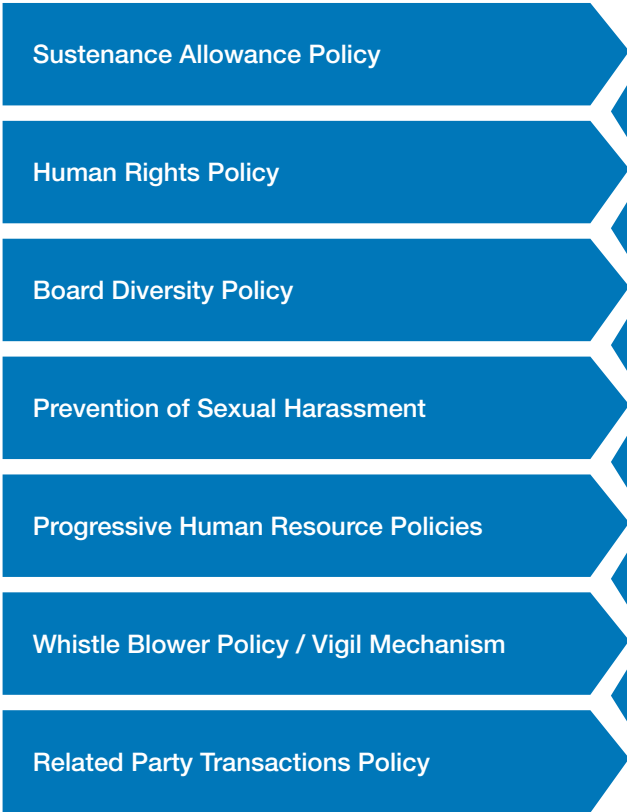 Sustenance Allowance Policy
Human Rights Policy
Board Diversity Policy
Prevention of Sexual Harassment
Progressive Human Resource Policies
Whistle Blower Policy / Vigil Mechanism
Related Party Transactions Policy